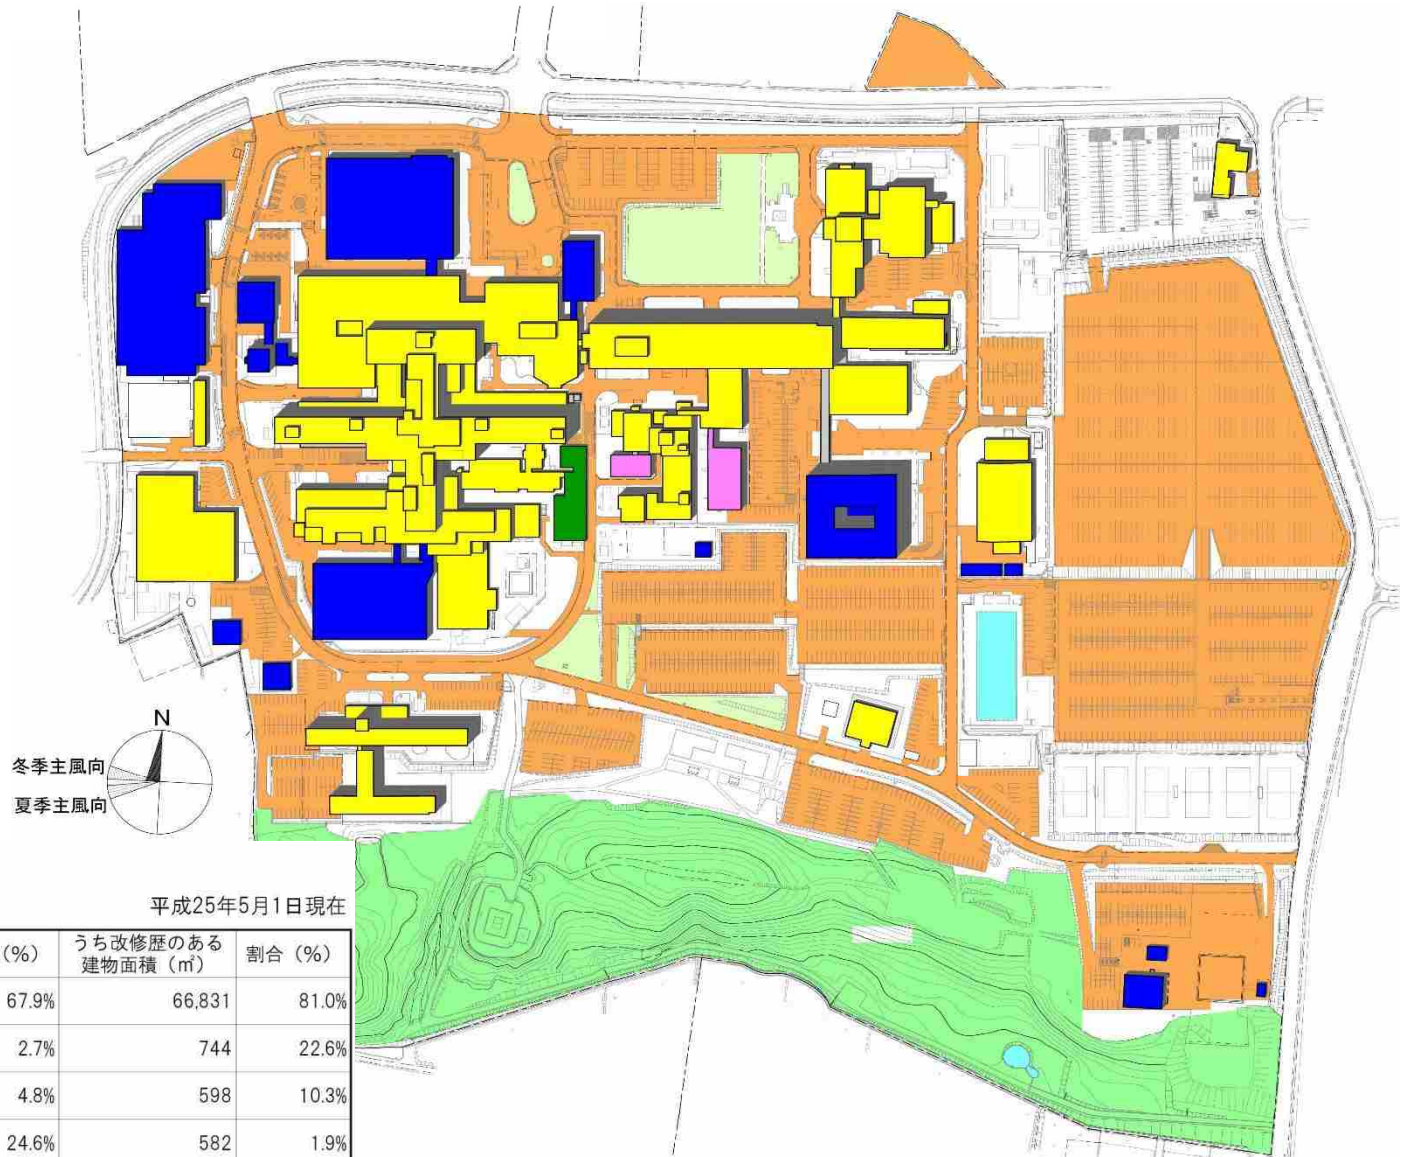 N
冬季主風向
夏季主風向
平成25年5月1日現在
(%) うち改修歴のある 割合 (%)
建物面積 (㎡)
67.9% 66,831 81.0%
2.7% 744 22.6%
4.8% 598 10.3%
24.6% 582 1.9%